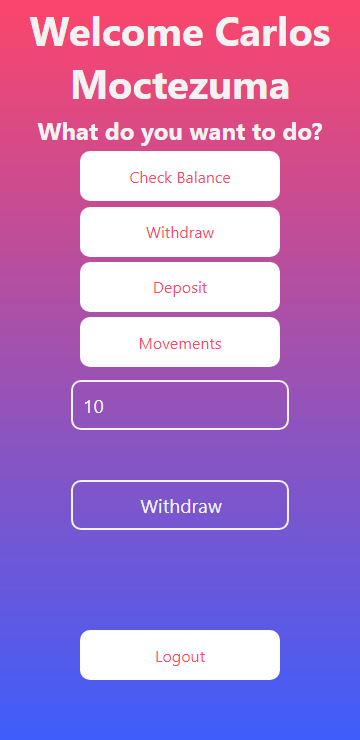 Welcome Carlos
Moctezuma
What do you want to do?
Check Balance
Withdraw
Deposit
Movements
10
Withdraw
Logout